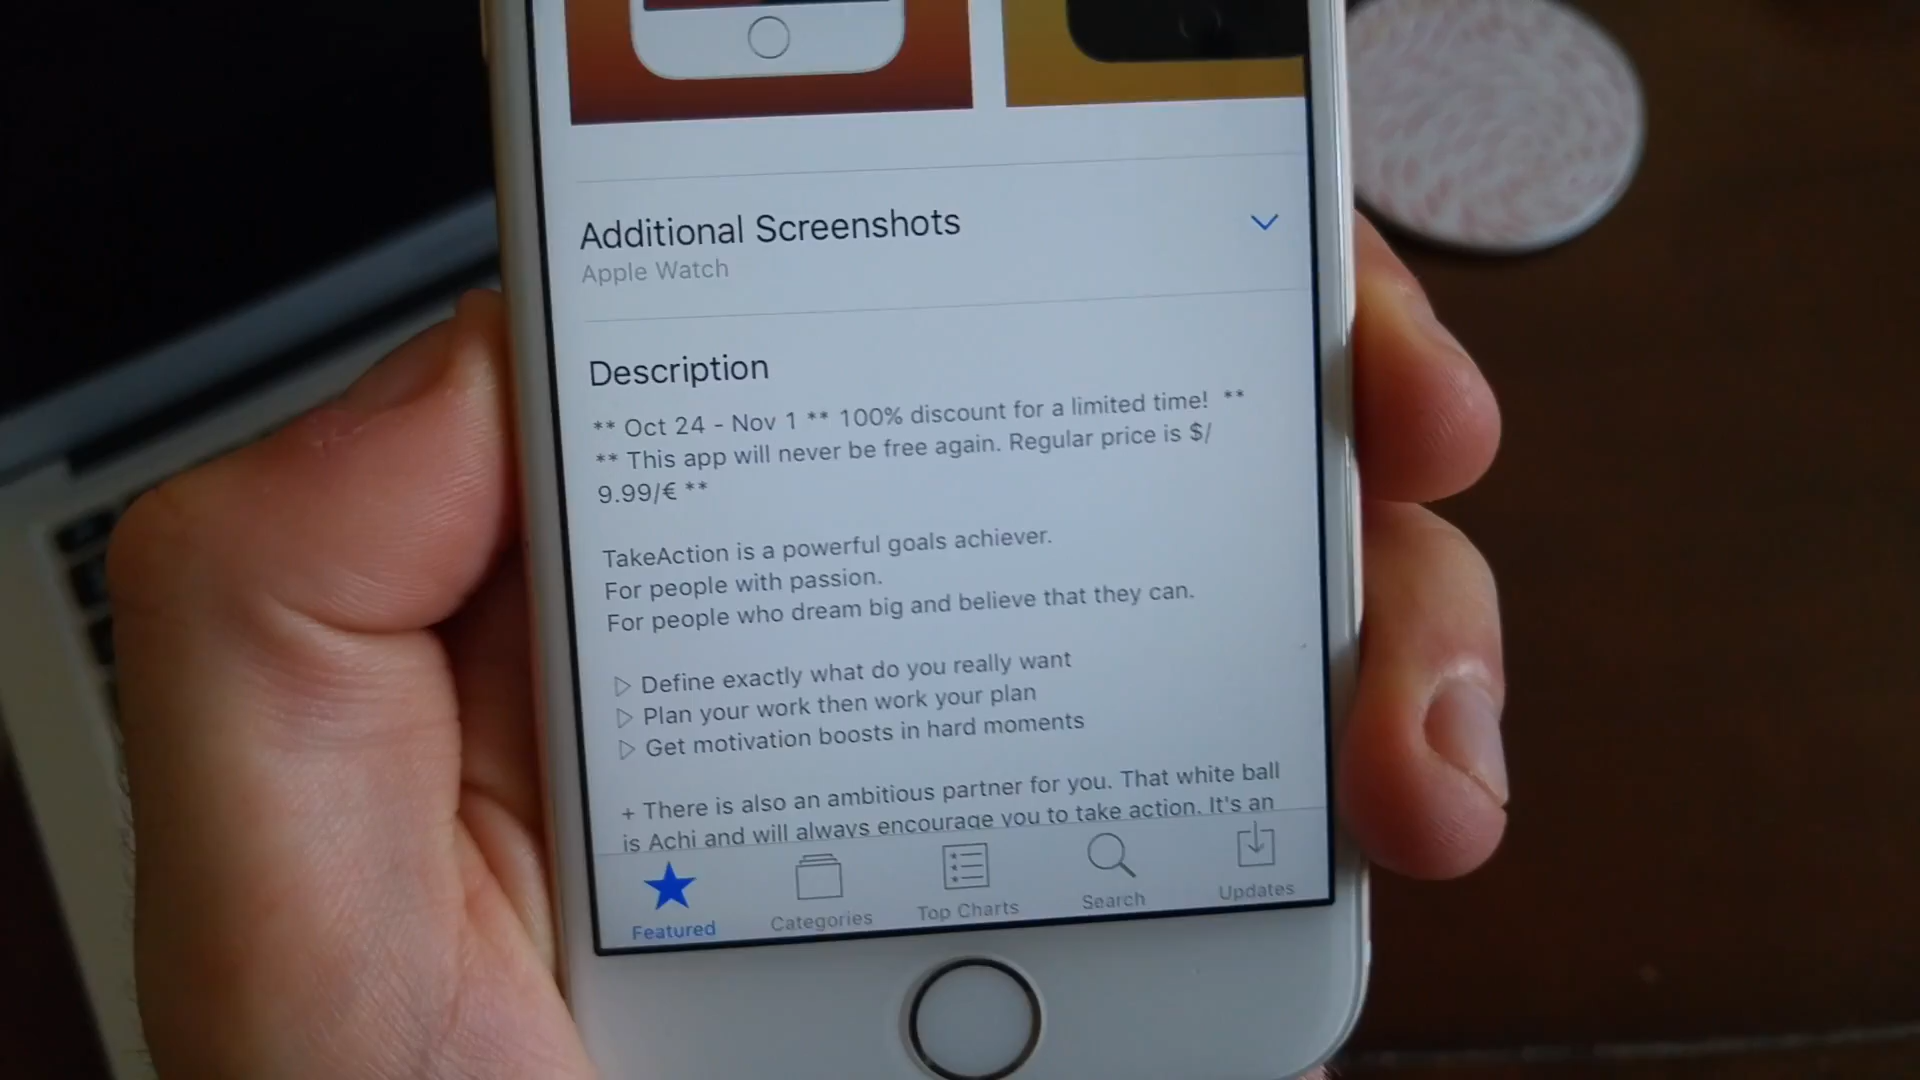 Additional Screenshots
Apple Watch
Description
** Oct 24 - Nov 1 ** 100% discount for a limited time! **
** This app will never be free again. Regular price is $/
9.99/€ **
TakeAction is a powerful goals achiever.
For people with passion.
For people who dream big and believe that they can.
▷ Define exactly what do you really want
▷ Plan your work then work your plan
▷ Get motivation boosts in hard moments
+ There is also an ambitious partner for you. That white ball
is Achi and will always encourage you to take action. It's an
Featured
Categories
Top Charts
Search
Updates